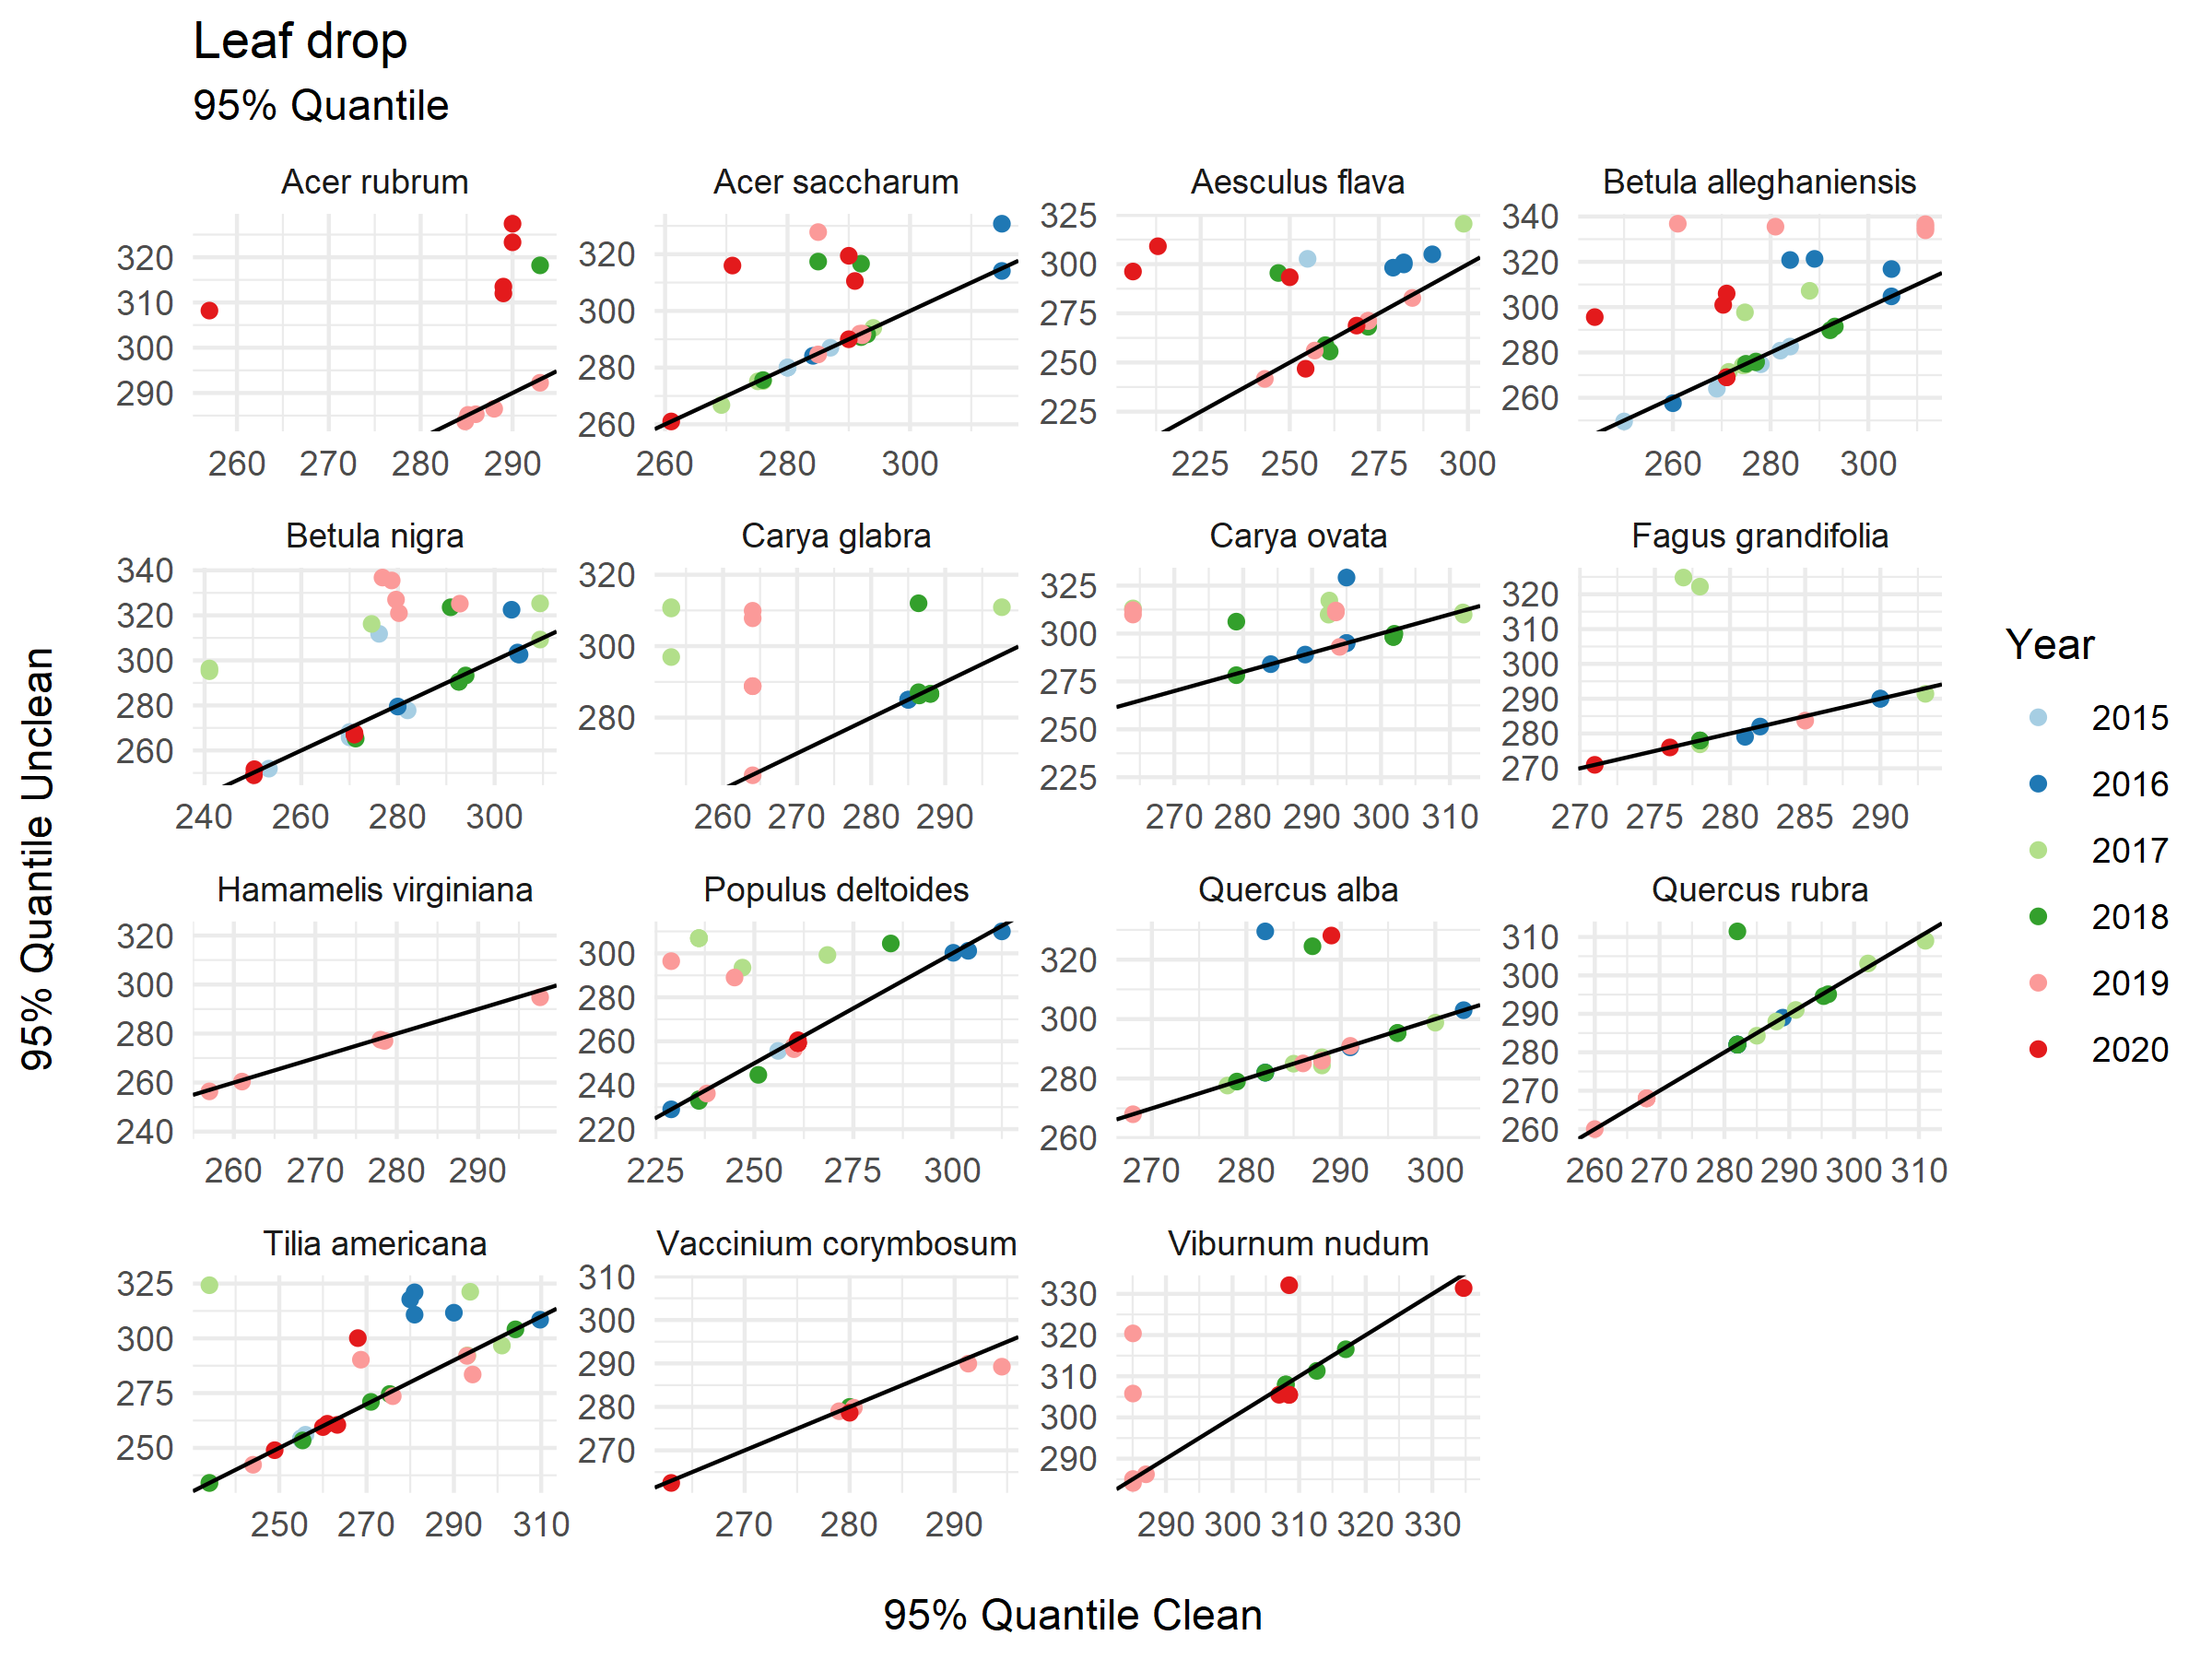 Leaf drop
95% Quantile
Acer rubrum Acer saccharum Aesculus flava Betula alleghaniensis
320 310 300 290
260 270 280 290
320 300 280 260
260 280 300
325 300 275 250 225
225 250 275 300
340 320 300 280 260
260 280 300
Betula nigra Carya glabra Carya ovata Fagus grandifolia
340 320 300 280 260
240 260 280 300
320 300 280
260 270 280 290
325 300 275 250 225
270 280 290 300 310
320 310 300 290 280 270
270 275 280 285 290
Hamamelis virginiana Populus deltoides Quercus alba Quercus rubra
320 300 280 260 240
260 270 280 290
300 280 260 240 220
225 250 275 300
320 300 280 260
270 280 290 300
310 300 290 280 270 260
260 270 280 290 300 310
Tilia americana Vaccinium corymbosum Viburnum nudum
325 300 275 250
250 270 290 310
310 300 290 280 270
270 280 290
330 320 310 300 290
290 300 310 320 330
95% Quantile Unclean
95% Quantile Clean
Year
2015
2016
2017
2018
2019
2020